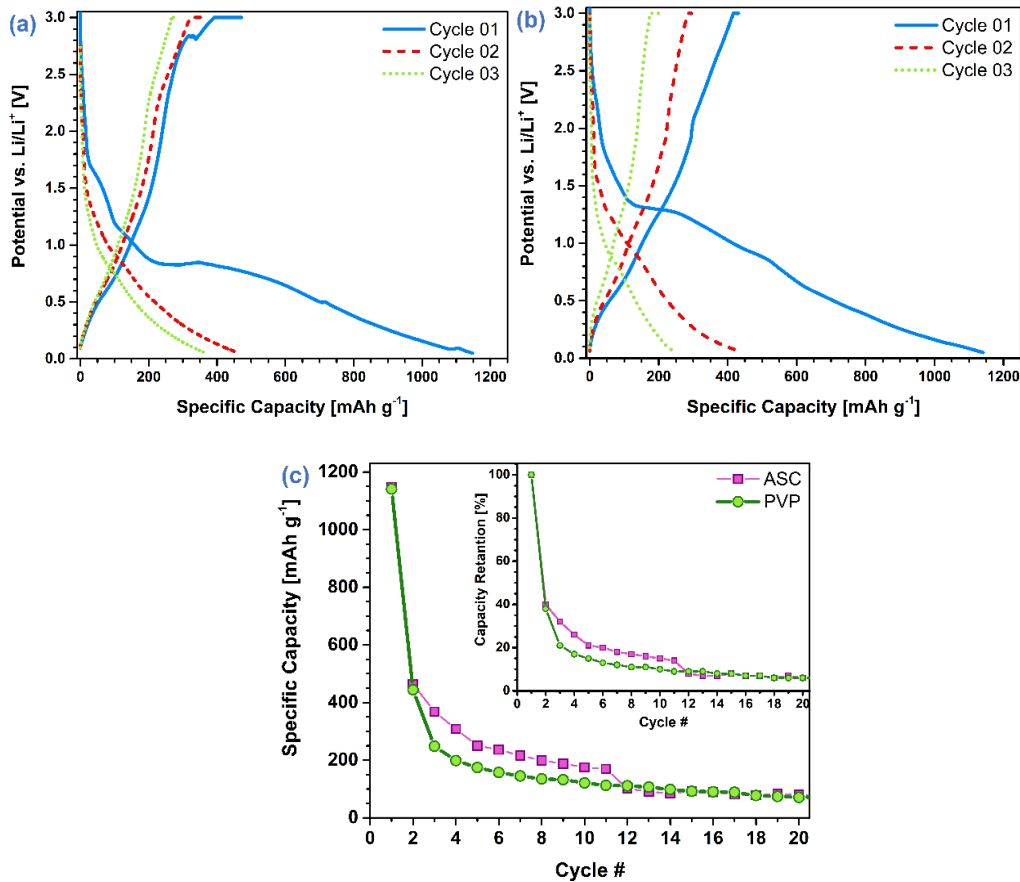 (a)
Cycle 01
Cycle 02
Cycle 03
Potential vs. Li/Li⁺ [V]
3.0
2.5
2.0
1.5
1.0
0.5
0.0
0 200 400 600 800 1000 1200
Specific Capacity [mAh g⁻¹]
(b)
Cycle 01
Cycle 02
Cycle 03
Potential vs. Li/Li⁺ [V]
3.0
2.5
2.0
1.5
1.0
0.5
0.0
0 200 400 600 800 1000 1200
Specific Capacity [mAh g⁻¹]
(c)
Specific Capacity [mAh g⁻¹]
1200
1000
800
600
400
200
0
0 2 4 6 8 10 12 14 16 18 20
Cycle #
ASC
PVP
Capacity Retantion [%]
100
80
60
40
20
0
0 2 4 6 8 10 12 14 16 18 20
Cycle #